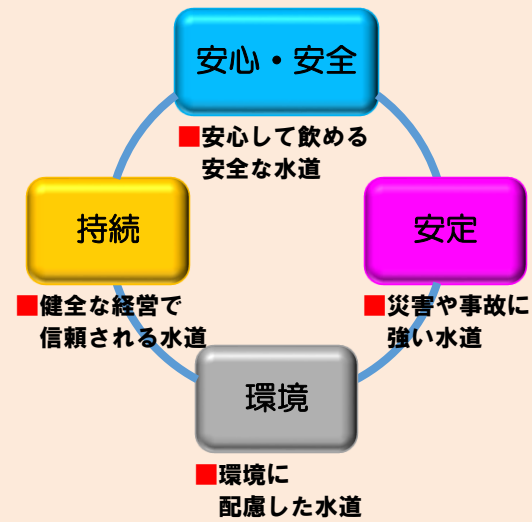 安心・安全
■安心して飲める
安全な水道
持続
■健全な経営で
信頼される水道
安定
■災害や事故に
強い水道
環境
■環境に
配慮した水道